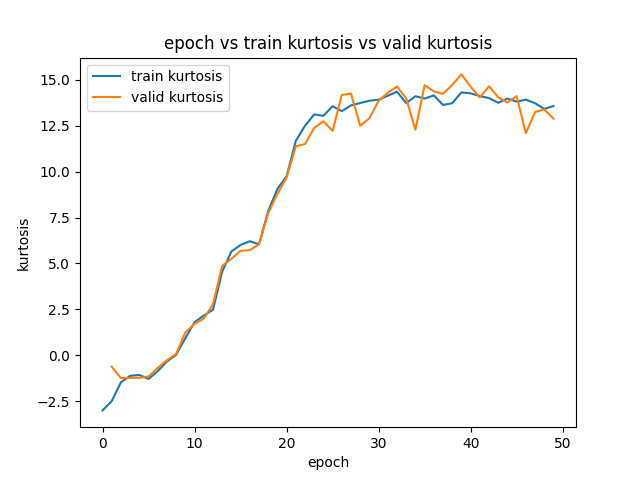 epoch vs train kurtosis vs valid kurtosis
train kurtosis
valid kurtosis
kurtosis
15.0
12.5
10.0
7.5
5.0
2.5
0.0
−2.5
0 10 20 30 40 50
epoch